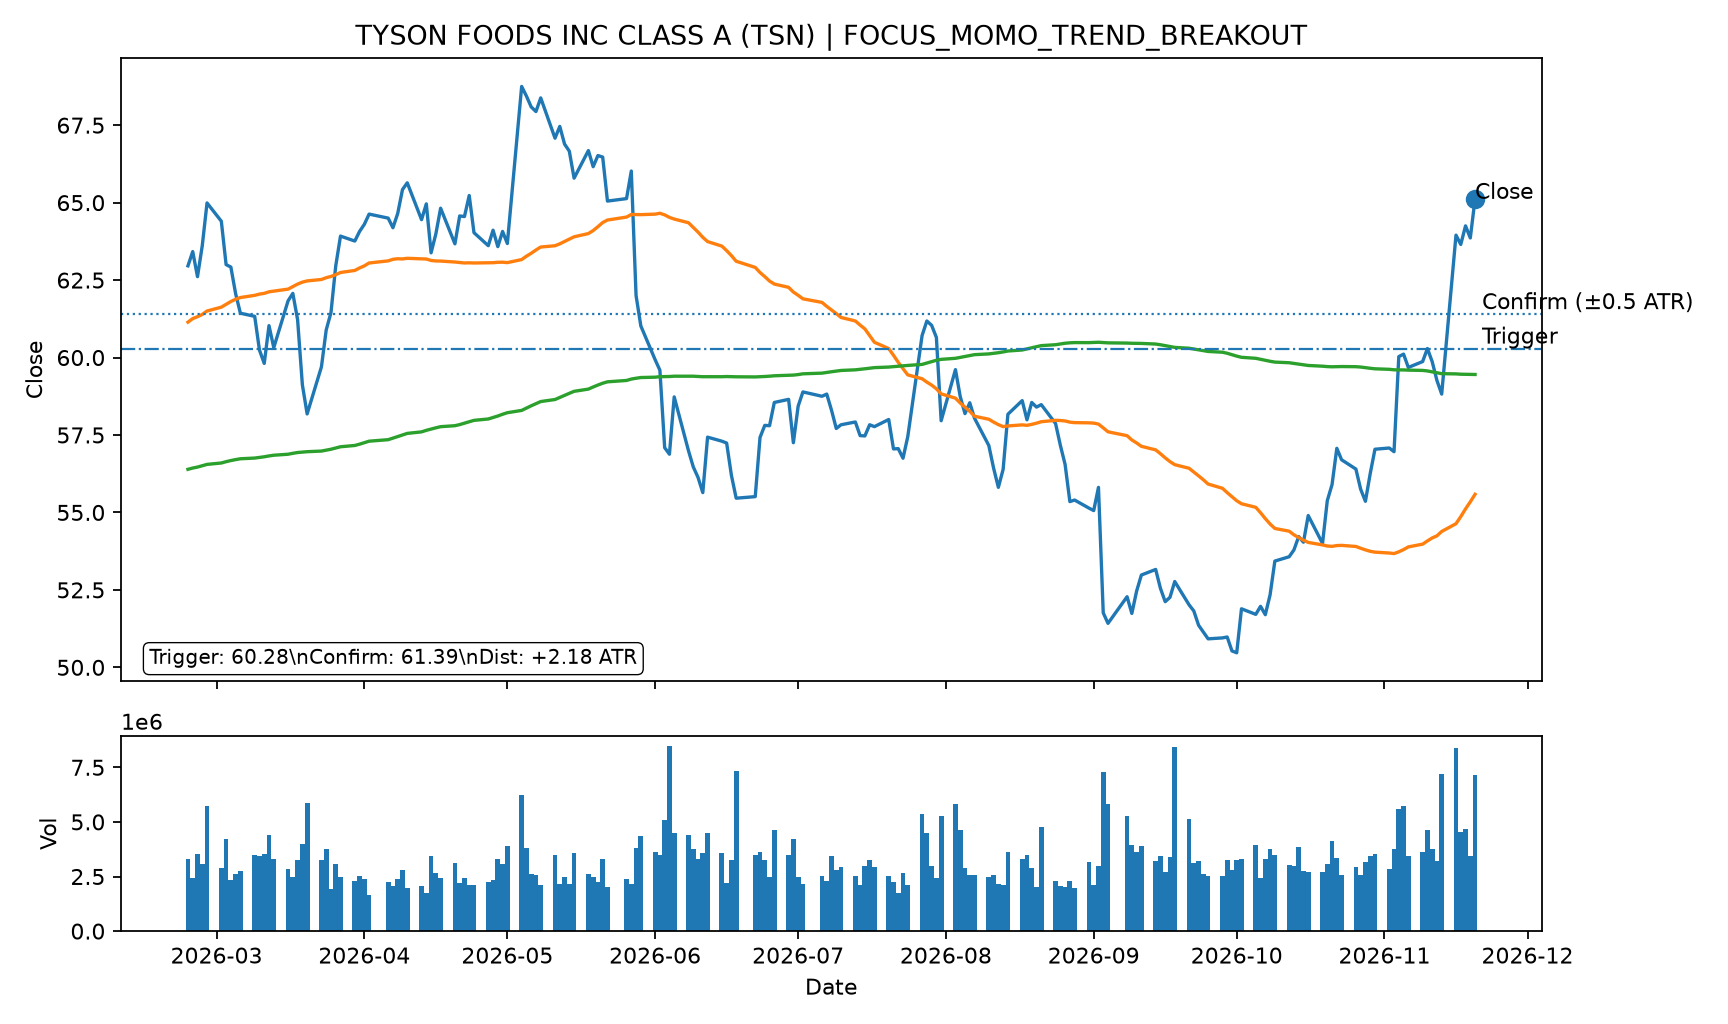 TYSON FOODS INC CLASS A (TSN) | FOCUS_MOMO_TREND_BREAKOUT
Close
67.5
65.0
62.5
60.0
57.5
55.0
52.5
50.0
Close
Confirm (±0.5 ATR)
Trigger
Trigger: 60.28\nConfirm: 61.39\nDist: +2.18 ATR
1e6
Vol
7.5
5.0
2.5
0.0
2026-03 2026-04 2026-05 2026-06 2026-07 2026-08 2026-09 2026-10 2026-11 2026-12
Date